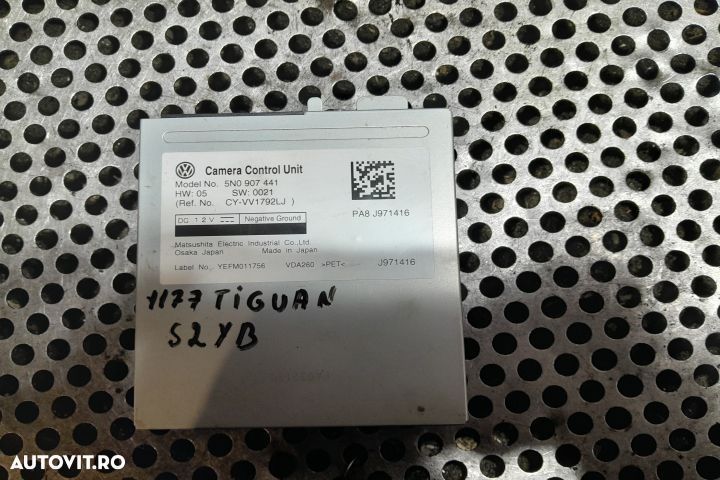 Camera Control Unit
Model No. 5N0 907 441
HW: 05 SW: 0021
(Ref. No. CY-VV1792LJ )
PA8 J971416
DC 12V Negative Ground
Matsushita Electric Industrial Co.,Ltd.
Osaka Japan Made in Japan
Label No. YEFM011756 VDA260 >PET< J971416
1177 TiGUAN
S2YB
AUTOVIT.RO
AUTOVIT.RO